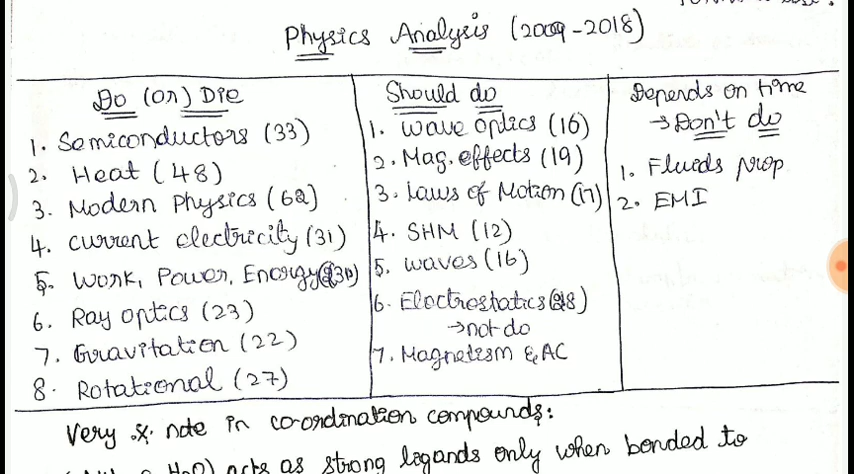 Physics Analysis (2009-2018)
Do (or) Die
1. Semiconductors (33)
2. Heat (48)
3. Modern Physics (62)
4. current electricity (31)
5. Work, Power, Energy (30)
6. Ray optics (23)
7. Gravitation (22)
8. Rotational (27)
Should do
1. Wave optics (16)
2. Mag. effects (19)
3. Laws of Motion (17)
4. SHM (12)
5. Waves (16)
6. Electrostatics (28)
→ not do
7. Magnetism & AC
Depends on time
→ Don't do
1. Fluids prop
2. EMI
Very note in co-ordination compounds:
H2O) acts as strong ligands only when bonded to